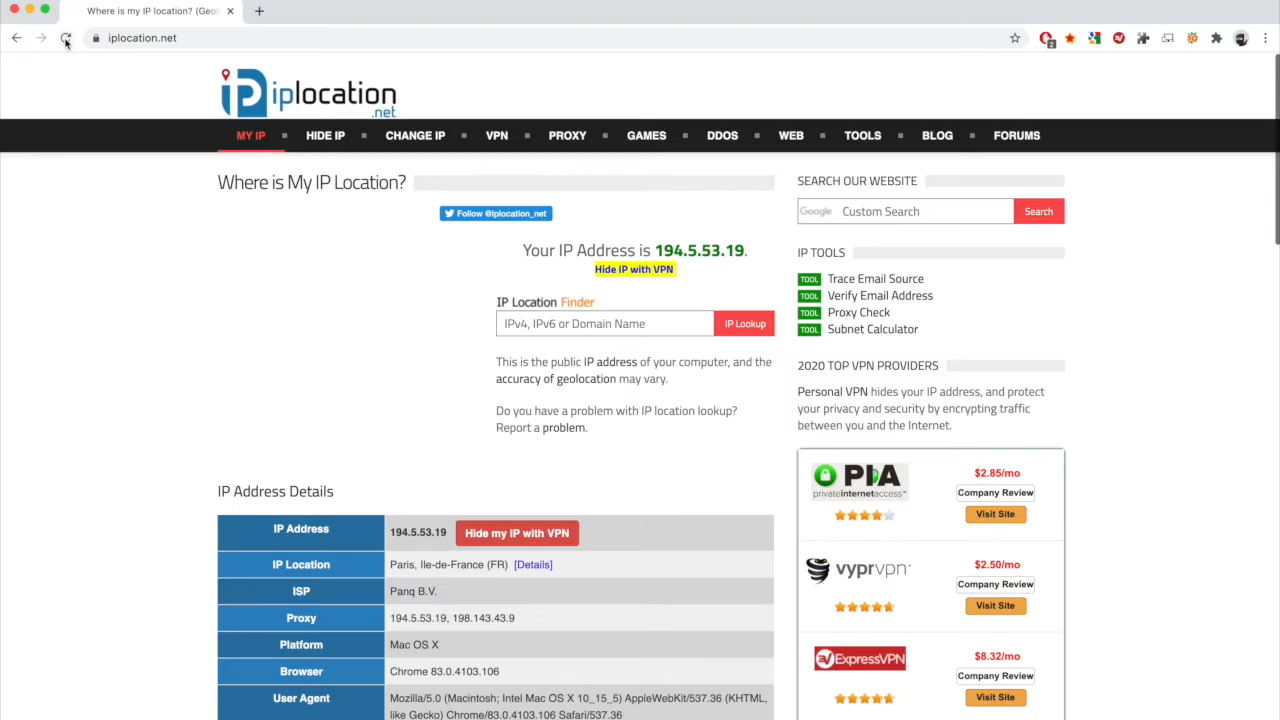 Where is my IP location? (Geol
iplocation.net
2
iplocation
.net
MY IP
HIDE IP
CHANGE IP
VPN
PROXY
GAMES
DDOS
WEB
TOOLS
BLOG
FORUMS
Where is My IP Location?
Follow @iplocation_net
Your IP Address is 194.5.53.19.
Hide IP with VPN
IP Location Finder
IPv4, IPv6 or Domain Name
IP Lookup
This is the public IP address of your computer, and the
accuracy of geolocation may vary.
Do you have a problem with IP location lookup?
Report a problem.
IP Address Details
IP Address 194.5.53.19 Hide my IP with VPN
IP Location Paris, Ile-de-France (FR) [Details]
ISP Panq B.V.
Proxy 194.5.53.19, 198.143.43.9
Platform Mac OS X
Browser Chrome 83.0.4103.106
User Agent Mozilla/5.0 (Macintosh; Intel Mac OS X 10_15_5) AppleWebKit/537.36 (KHTML,
like Gecko) Chrome/83.0.4103.106 Safari/537.36
SEARCH OUR WEBSITE
Google Custom Search
Search
IP TOOLS
TOOL Trace Email Source
TOOL Verify Email Address
TOOL Proxy Check
TOOL Subnet Calculator
2020 TOP VPN PROVIDERS
Personal VPN hides your IP address, and protect
your privacy and security by encrypting traffic
between you and the Internet.
PIA
privateinternetaccess™
$2.85/mo
Company Review
Visit Site
vyprvpn
$2.50/mo
Company Review
Visit Site
ExpressVPN
$8.32/mo
Company Review
Visit Site